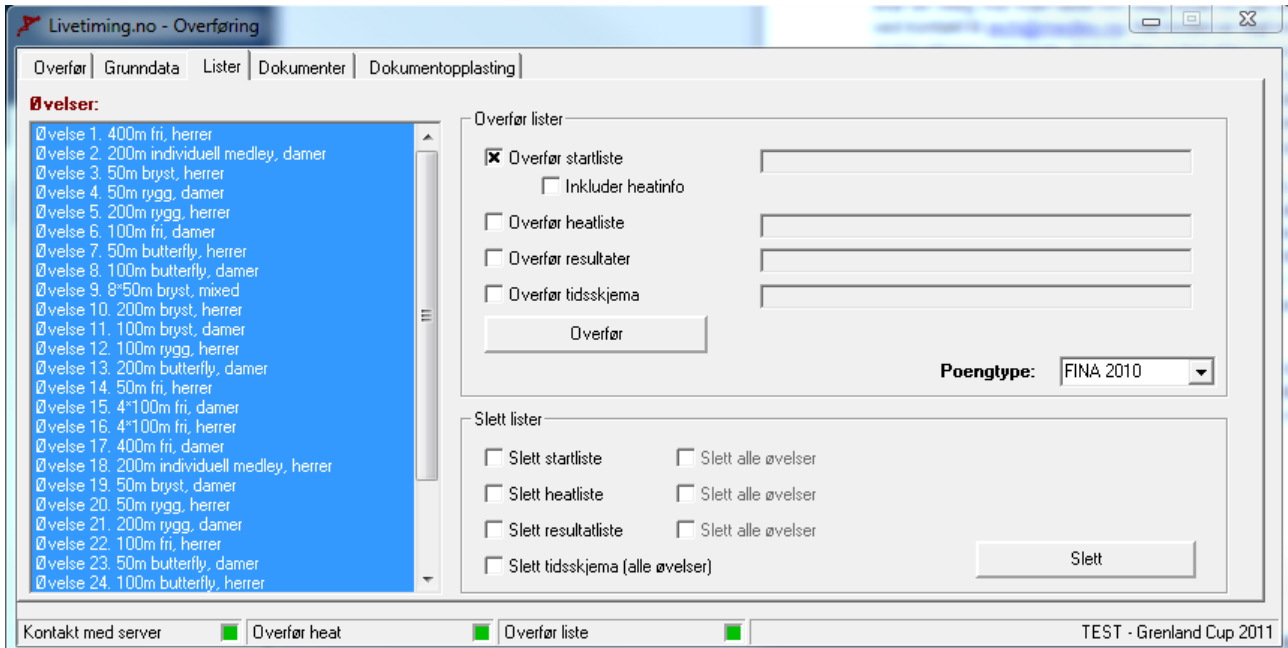 Livetiming.no - Overføring
Overfør Grunndata Lister Dokumenter Dokumentopplasting
Øvelser:
Øvelse 1. 400m fri, herrer
Øvelse 2. 200m individuell medley, damer
Øvelse 3. 50m bryst, herrer
Øvelse 4. 50m rygg, damer
Øvelse 5. 200m rygg, herrer
Øvelse 6. 100m fri, damer
Øvelse 7. 50m butterfly, herrer
Øvelse 8. 100m butterfly, damer
Øvelse 9. 8*50m bryst, mixed
Øvelse 10. 200m bryst, herrer
Øvelse 11. 100m bryst, damer
Øvelse 12. 100m rygg, herrer
Øvelse 13. 200m butterfly, damer
Øvelse 14. 50m fri, herrer
Øvelse 15. 4*100m fri, damer
Øvelse 16. 4*100m fri, herrer
Øvelse 17. 400m fri, damer
Øvelse 18. 200m individuell medley, herrer
Øvelse 19. 50m bryst, damer
Øvelse 20. 50m rygg, herrer
Øvelse 21. 200m rygg, damer
Øvelse 22. 100m fri, herrer
Øvelse 23. 50m butterfly, damer
Øvelse 24. 100m butterfly, herrer
Overfør lister
Overfør startliste
Inkluder heatinfo
Overfør heatliste
Overfør resultater
Overfør tidsskjema
Overfør
Poengtype: FINA 2010
Slett lister
Slett startliste Slett alle øvelser
Slett heatliste Slett alle øvelser
Slett resultatliste Slett alle øvelser
Slett tidsskjema (alle øvelser)
Slett
Kontakt med server Overfør heat Overfør liste TEST - Grenland Cup 2011